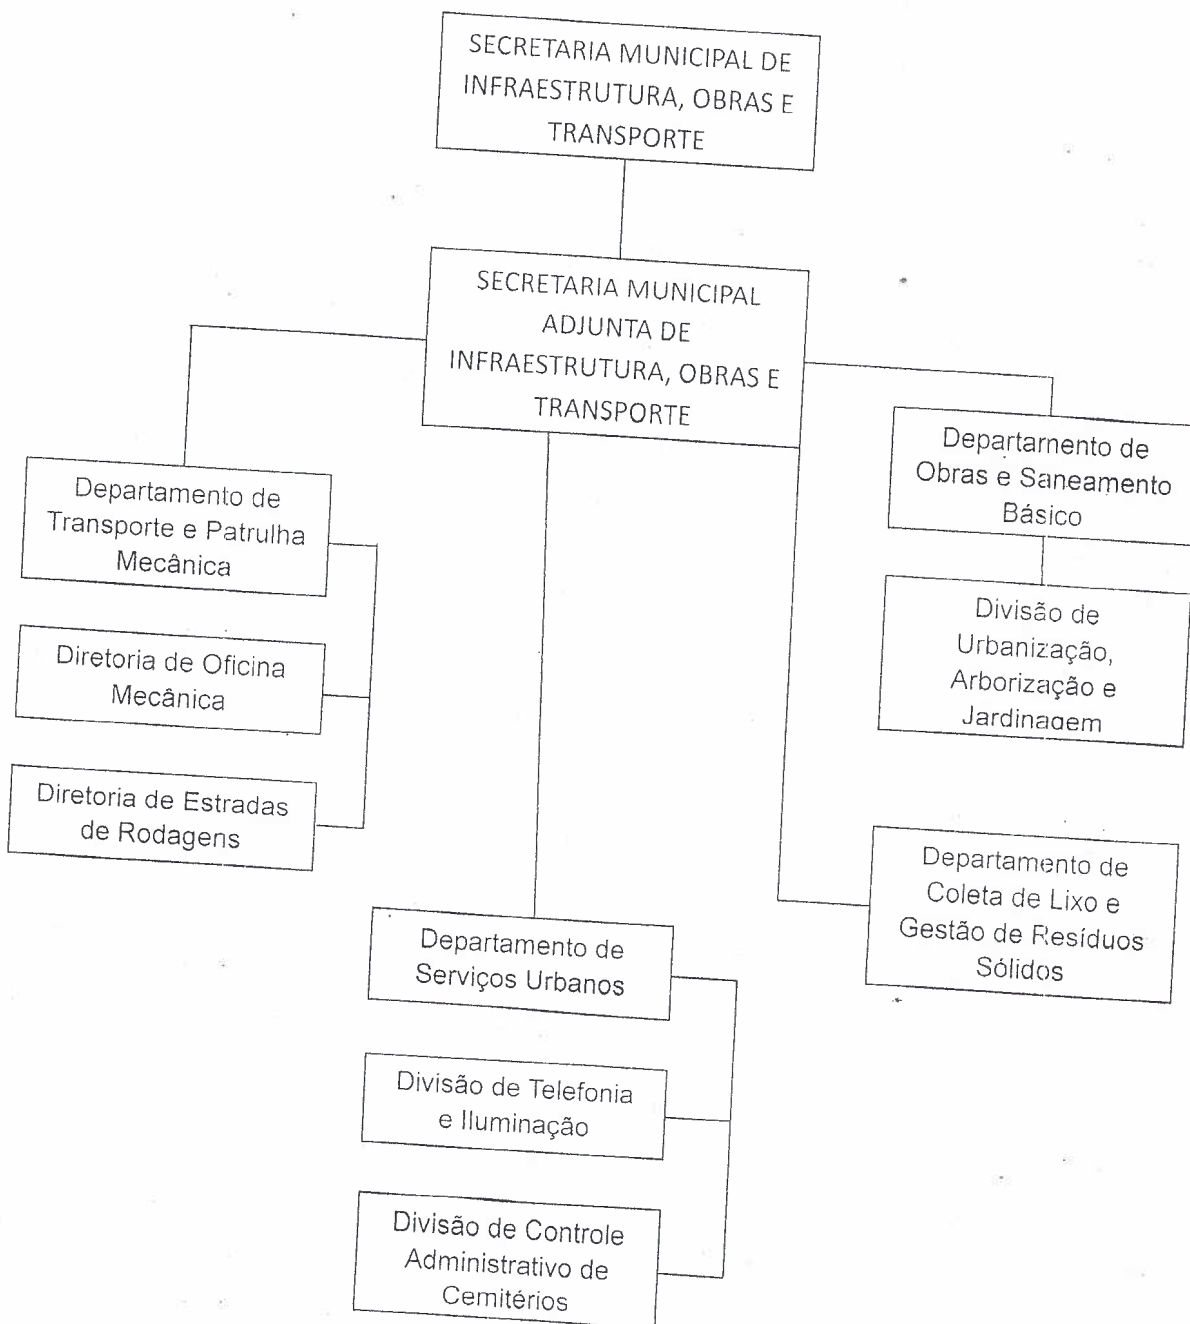 SECRETARIA MUNICIPAL DE
INFRAESTRUTURA, OBRAS E
TRANSPORTE
SECRETARIA MUNICIPAL
ADJUNTA DE
INFRAESTRUTURA, OBRAS E
TRANSPORTE
Departamento de
Transporte e Patrulha
Mecânica
Diretoria de Oficina
Mecânica
Diretoria de Estradas
de Rodagens
Departamento de
Serviços Urbanos
Divisão de Telefonia
e Iluminação
Divisão de Controle
Administrativo de
Cemitérios
Departamento de
Obras e Saneamento
Básico
Divisão de
Urbanização,
Arborização e
Jardinagem
Departamento de
Coleta de Lixo e
Gestão de Resíduos
Sólidos